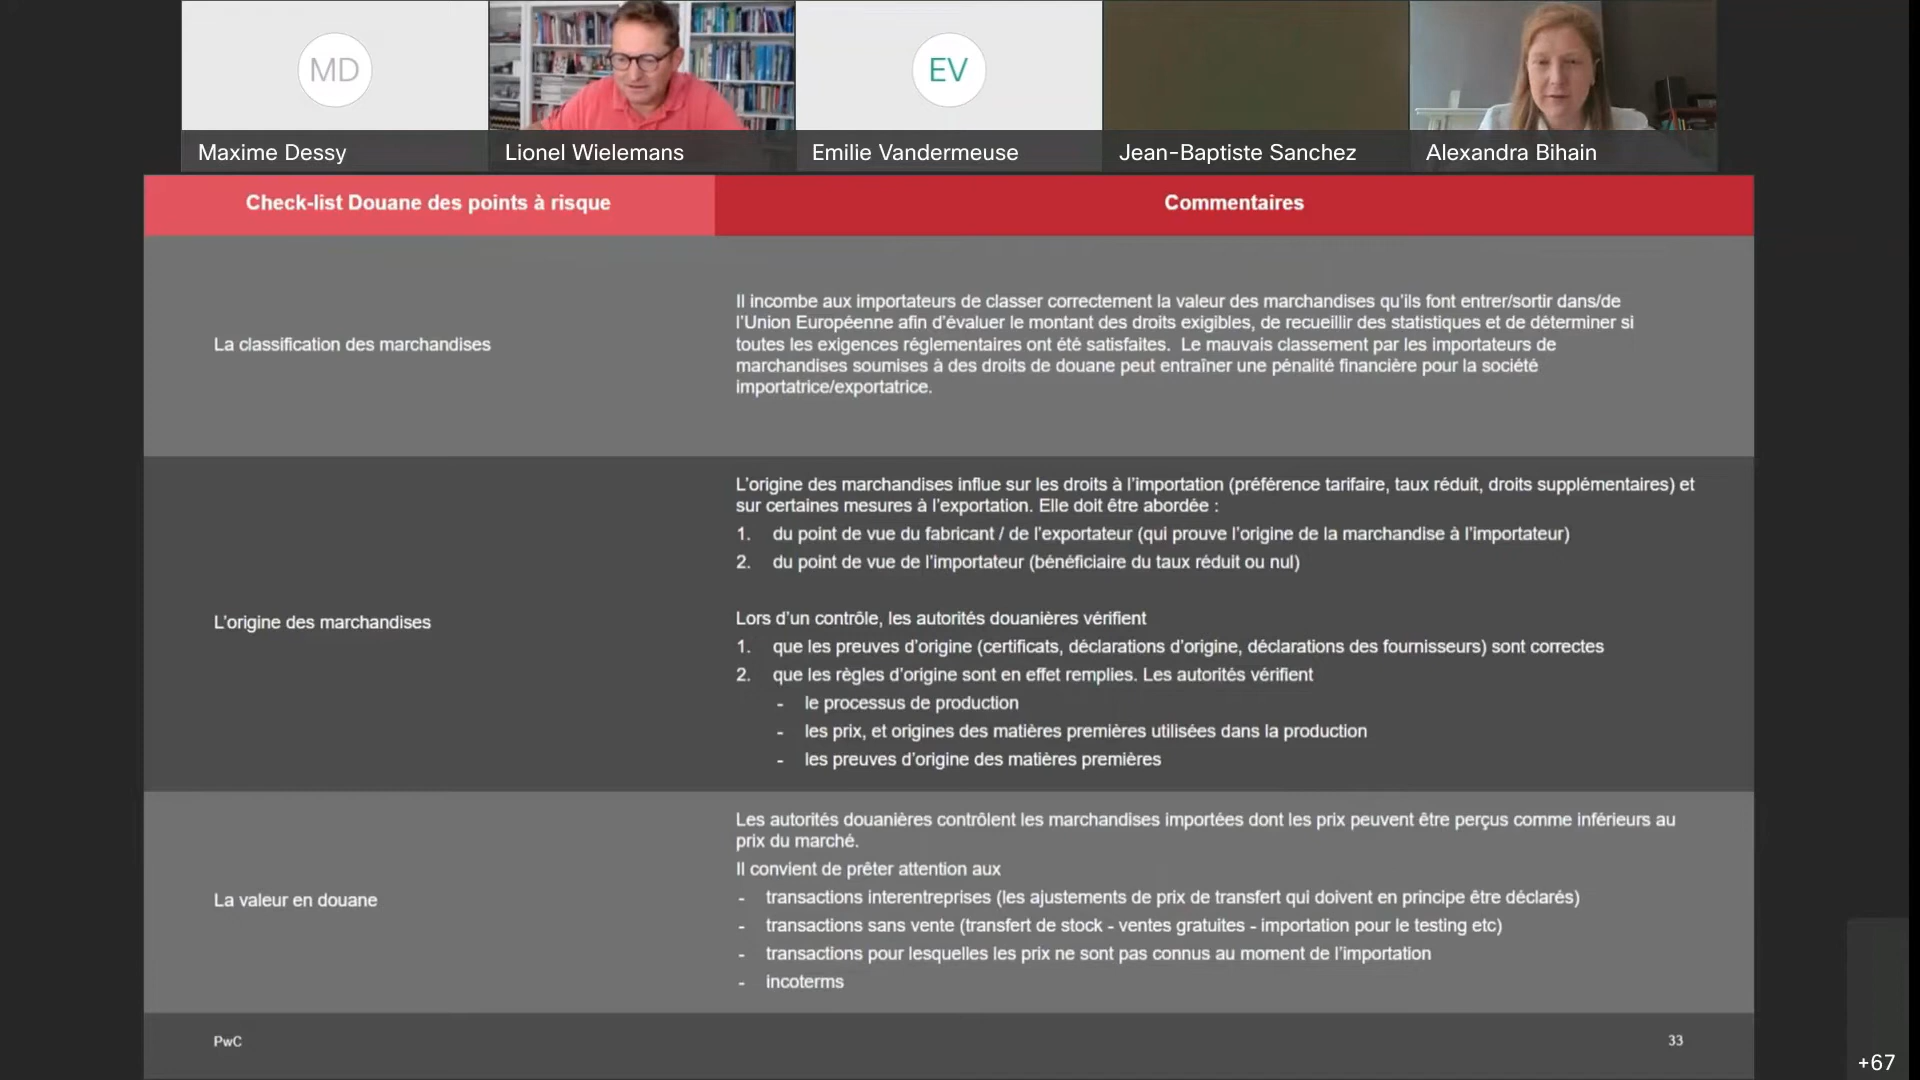 MD
EV
Maxime Dessy
Lionel Wielemans
Emilie Vandermeuse
Jean-Baptiste Sanchez
Alexandra Bihain
Check-list Douane des points à risque
Commentaires
La classification des marchandises
Il incombe aux importateurs de classer correctement la valeur des marchandises qu'ils font entrer/sortir dans/de
l'Union Européenne afin d'évaluer le montant des droits exigibles, de recueillir des statistiques et de déterminer si
toutes les exigences réglementaires ont été satisfaites. Le mauvais classement par les importateurs de
marchandises soumises à des droits de douane peut entraîner une pénalité financière pour la société
importatrice/exportatrice.
L'origine des marchandises
L'origine des marchandises influe sur les droits à l'importation (préférence tarifaire, taux réduit, droits supplémentaires) et
sur certaines mesures à l'exportation. Elle doit être abordée :
1. du point de vue du fabricant / de l'exportateur (qui prouve l'origine de la marchandise à l'importateur)
2. du point de vue de l'importateur (bénéficiaire du taux réduit ou nul)
Lors d'un contrôle, les autorités douanières vérifient
1. que les preuves d'origine (certificats, déclarations d'origine, déclarations des fournisseurs) sont correctes
2. que les règles d'origine sont en effet remplies. Les autorités vérifient
- le processus de production
- les prix, et origines des matières premières utilisées dans la production
- les preuves d'origine des matières premières
La valeur en douane
Les autorités douanières contrôlent les marchandises importées dont les prix peuvent être perçus comme inférieurs au
prix du marché.
Il convient de prêter attention aux
- transactions interentreprises (les ajustements de prix de transfert qui doivent en principe être déclarés)
- transactions sans vente (transfert de stock - ventes gratuites - importation pour le testing etc)
- transactions pour lesquelles les prix ne sont pas connus au moment de l'importation
- incoterms
PwC
33
+67